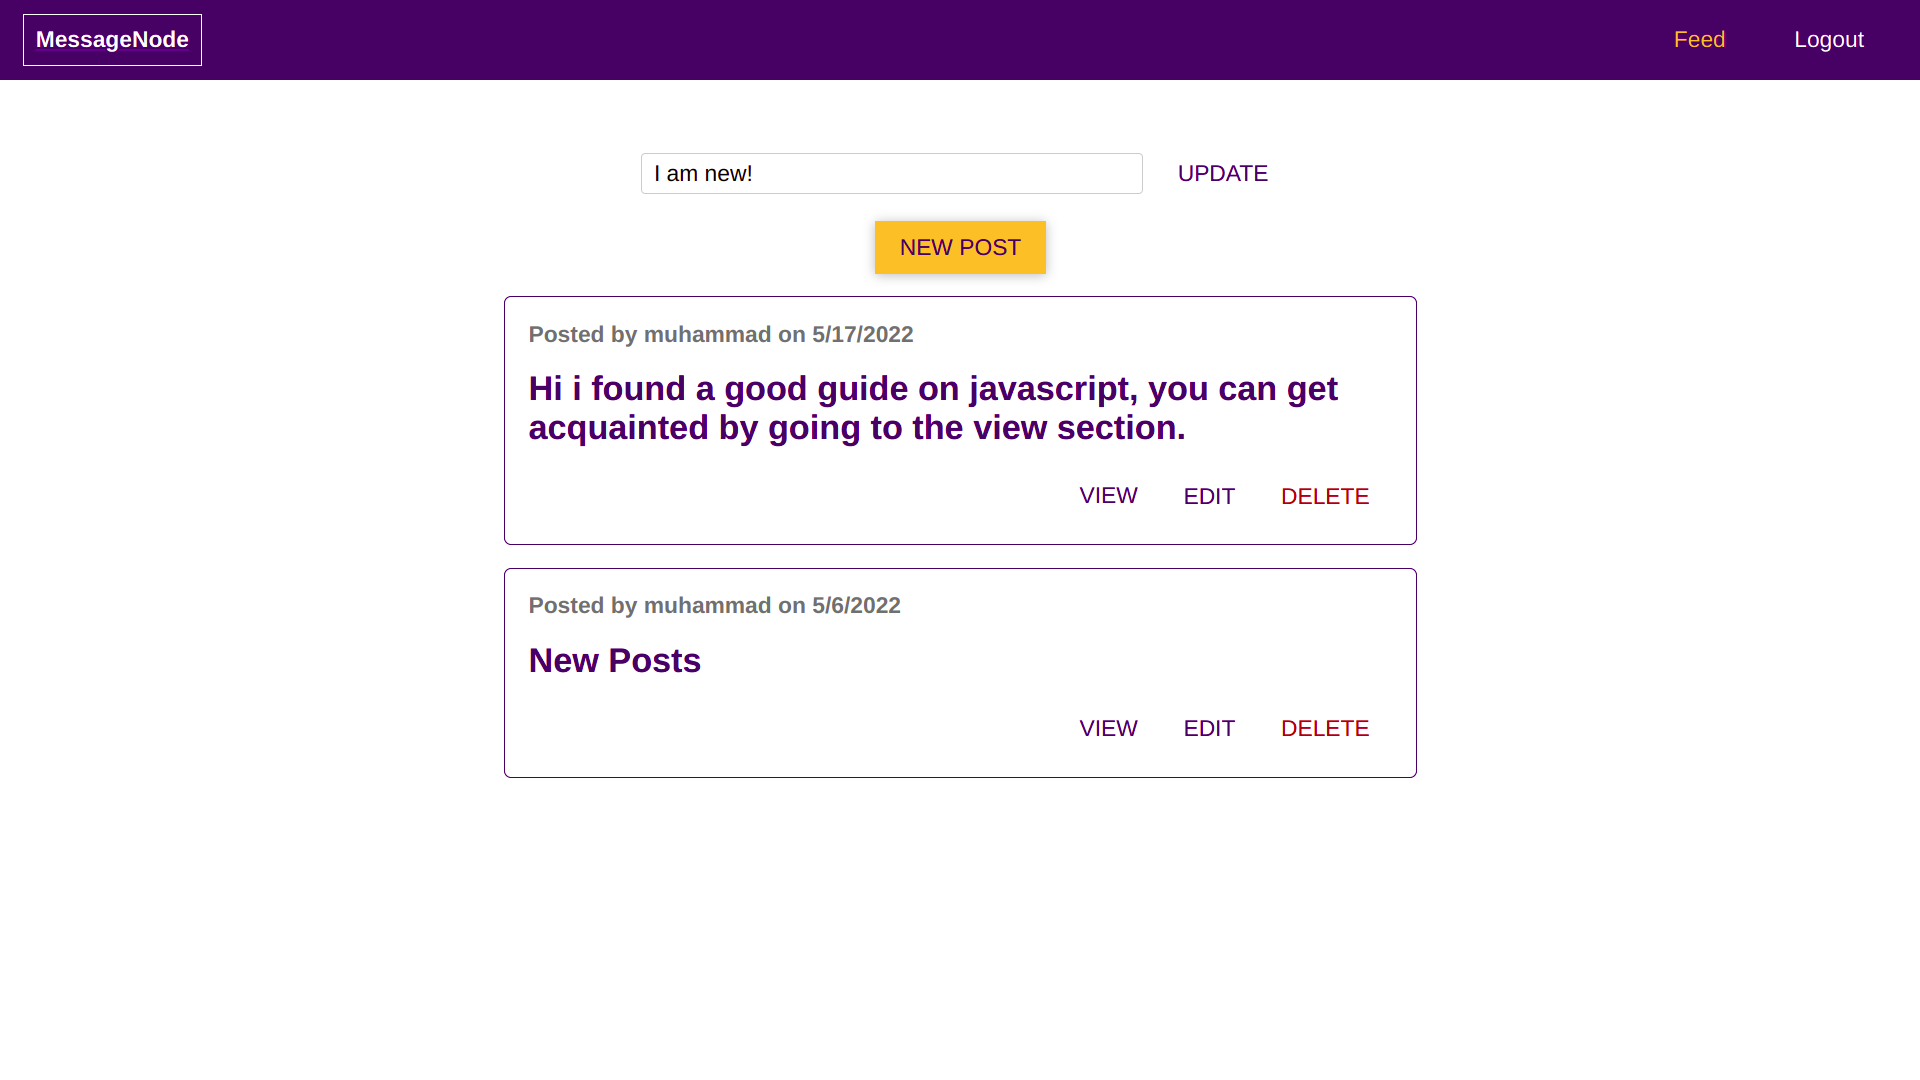 MessageNode
Feed
Logout
I am new!
UPDATE
NEW POST
Posted by muhammad on 5/17/2022
Hi i found a good guide on javascript, you can get
acquainted by going to the view section.
VIEW
EDIT
DELETE
Posted by muhammad on 5/6/2022
New Posts
VIEW
EDIT
DELETE